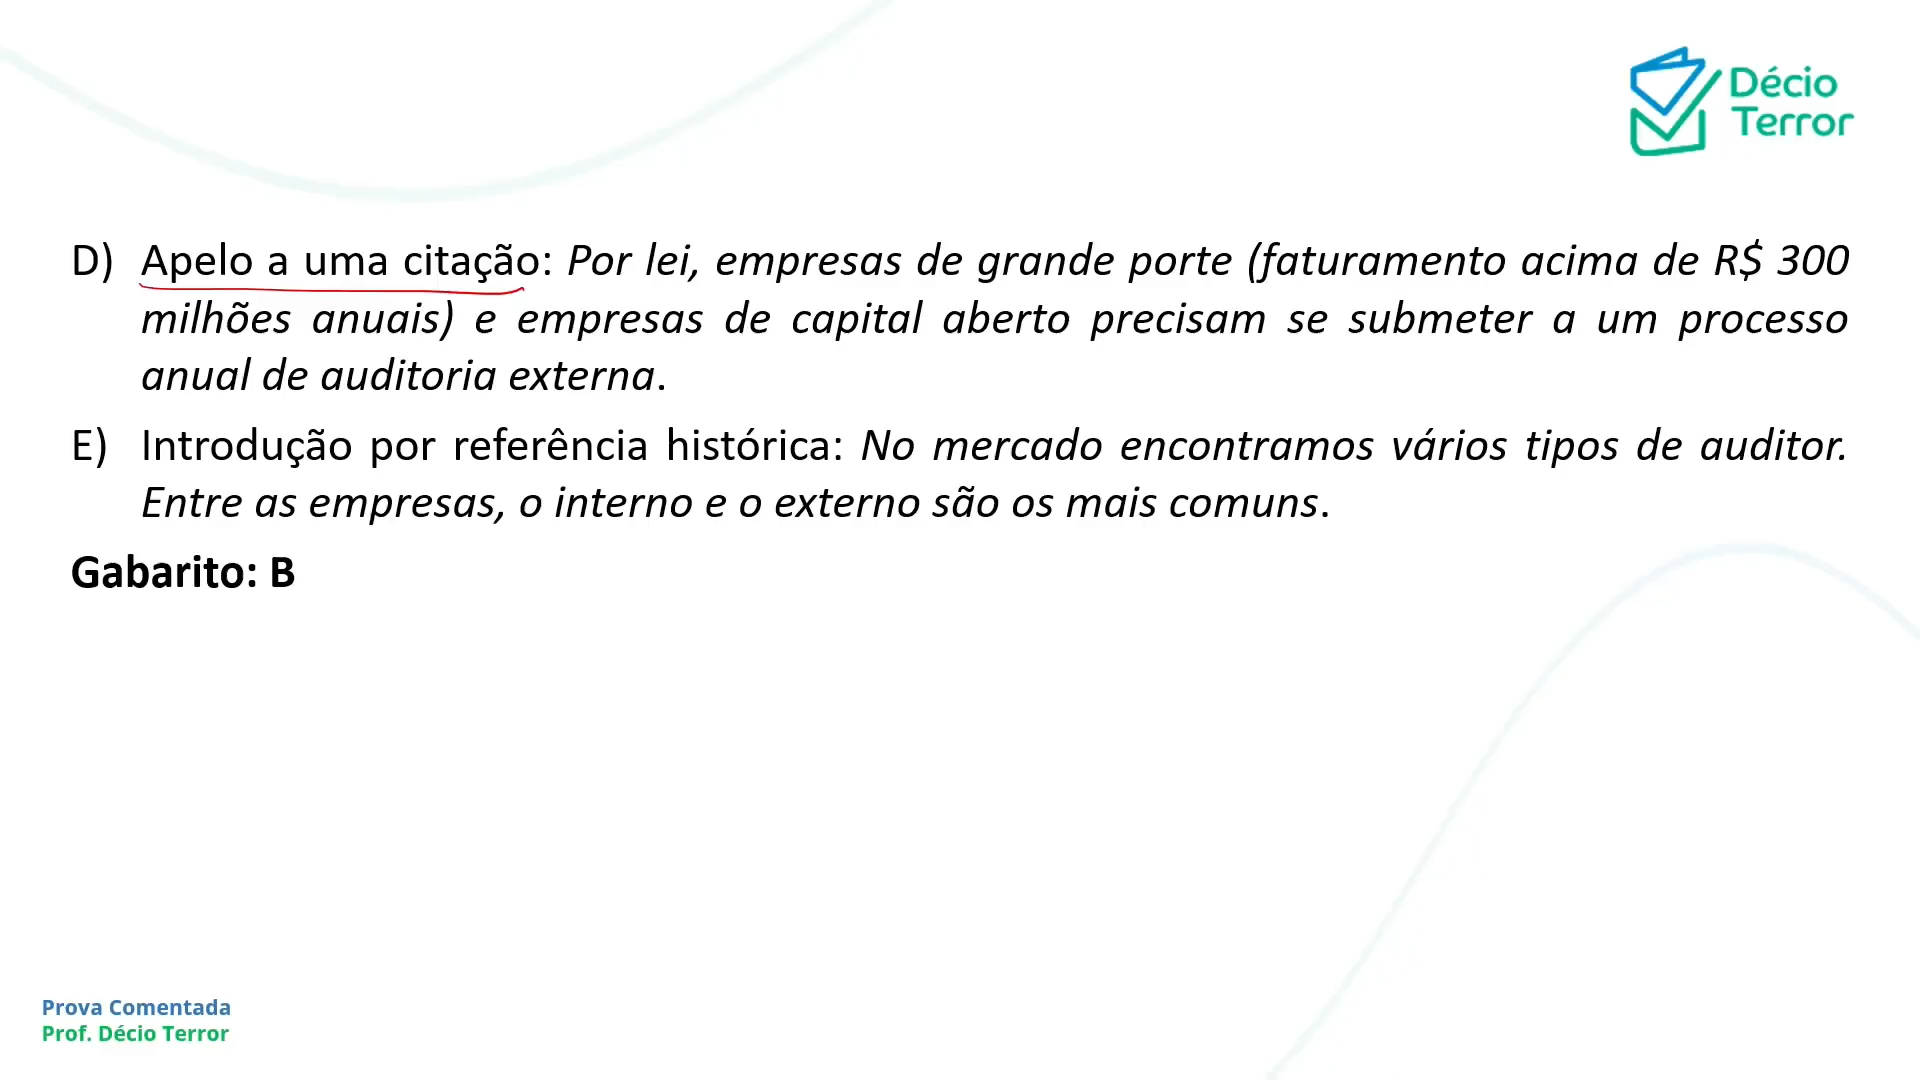 Décio
Terror
D) Apelo a uma citação: Por lei, empresas de grande porte (faturamento acima de R$ 300
milhões anuais) e empresas de capital aberto precisam se submeter a um processo
anual de auditoria externa.
E) Introdução por referência histórica: No mercado encontramos vários tipos de auditor.
Entre as empresas, o interno e o externo são os mais comuns.
Gabarito: B
Prova Comentada
Prof. Décio Terror